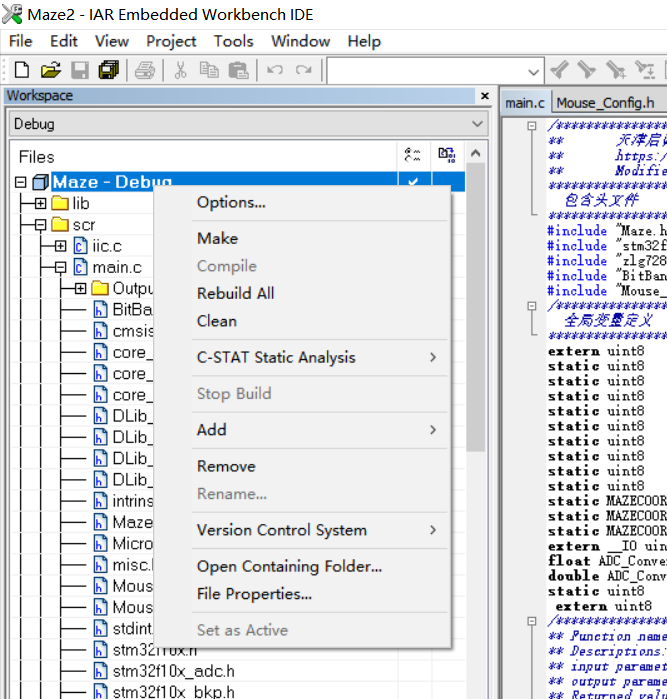 Maze2 - IAR Embedded Workbench IDE
File Edit View Project Tools Window Help
Workspace
Debug
Files
Maze - Debug
lib
scr
iic.c
main.c
Outpu
BitBa
cmsis
core_
core_
core_
DLib_
DLib_
DLib_
DLib_
intrins
Maze
Micro
misc.
Mous
Mous
stdint
stm32f10x.h
stm32f10x_adc.h
stm32f10x_bkp.h
Options...
Make
Compile
Rebuild All
Clean
C-STAT Static Analysis
Stop Build
Add
Remove
Rename...
Version Control System
Open Containing Folder...
File Properties...
Set as Active
main.c Mouse_Config.h
/***************
** 天津启
** https:/
** Modifie
包含头文件
#include "Maze.h
#include "stm32f
#include "zlg728
#include "BitBan
#include "Mouse_
/***************
全局变量定义
extern uint8
static uint8
static uint8
static uint8
static uint8
static uint8
static uint8
static uint8
static uint8
static uint8
static MAZECOOR
static MAZECOOR
static MAZECOOR
extern __IO uin
float ADC_Conve
double ADC_Conv
static uint8
extern uint8
/***************
** Function name
** Descriptions:
** input paramet
** output parame
** Returned valu